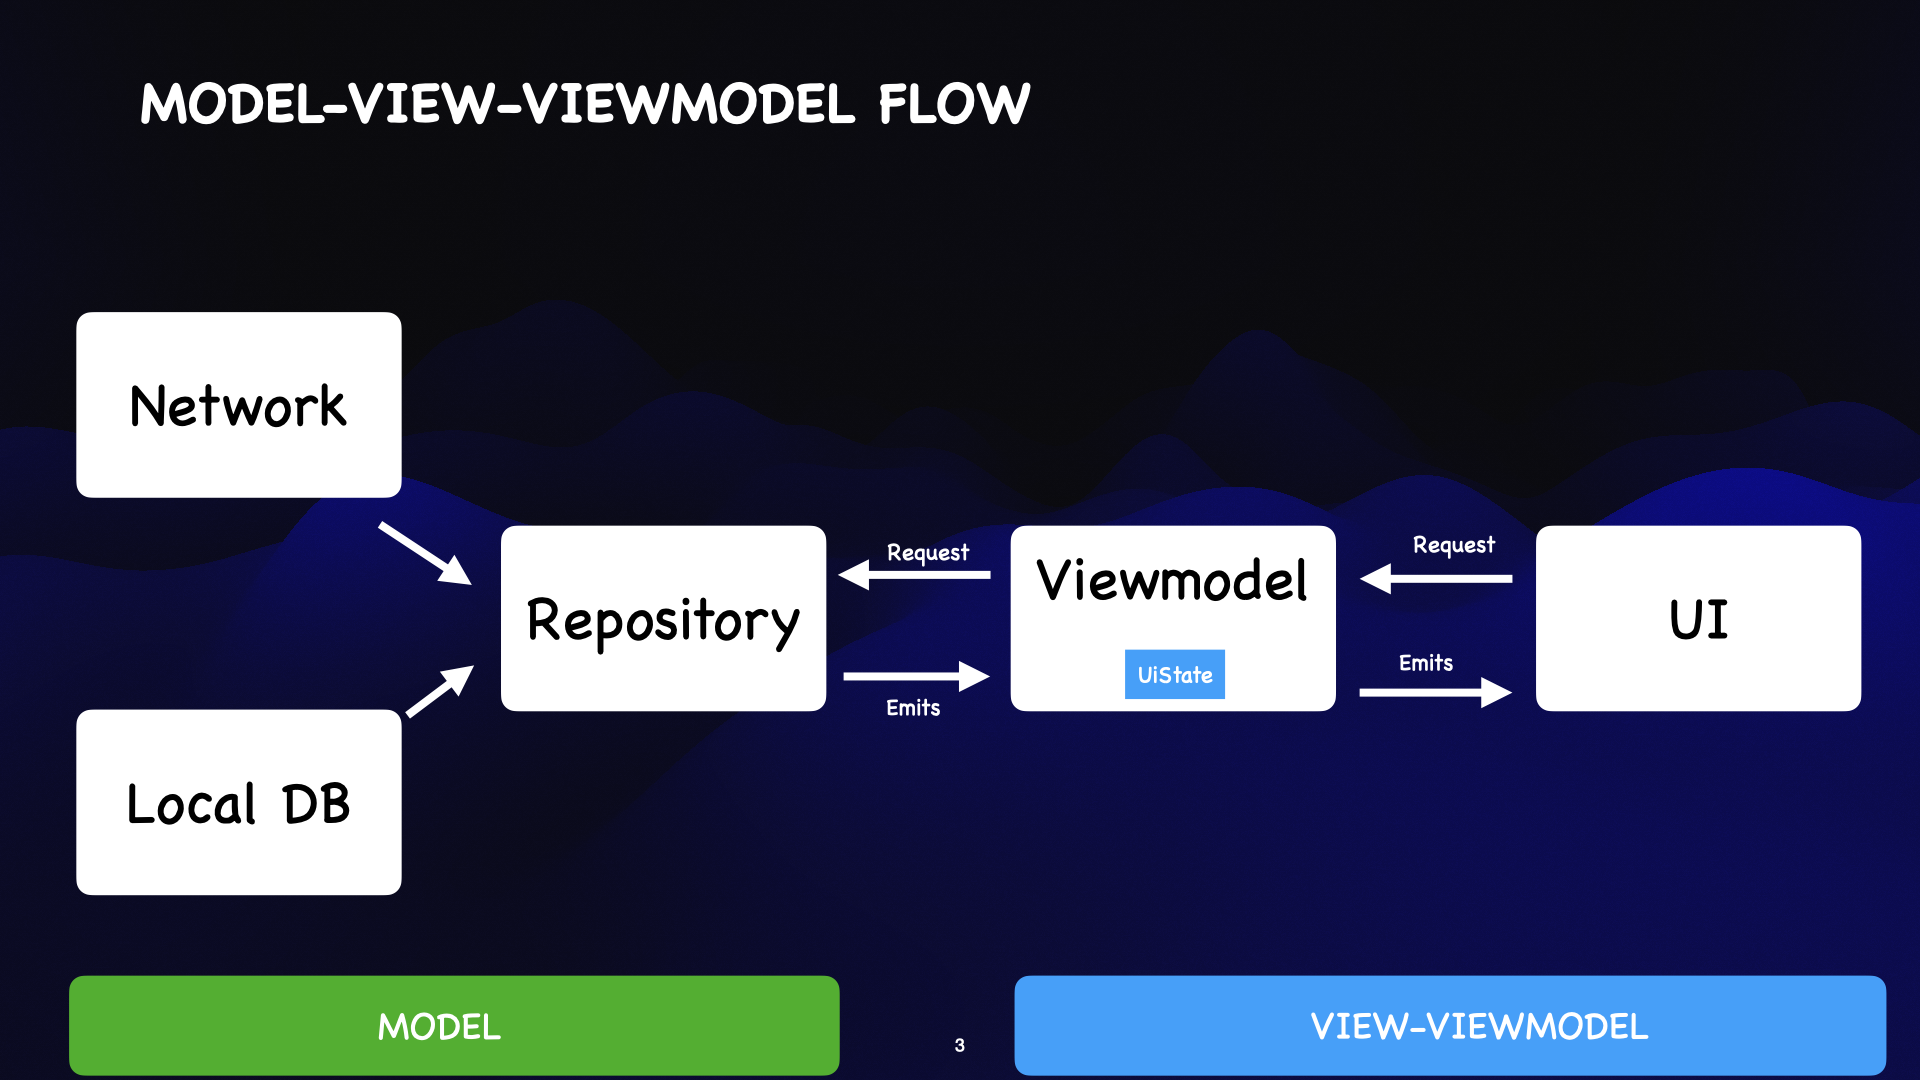 MODEL-VIEW-VIEWMODEL FLOW
Network
Local DB
Repository
Request
Emits
Viewmodel
UiState
Request
Emits
UI
MODEL
3
VIEW-VIEWMODEL